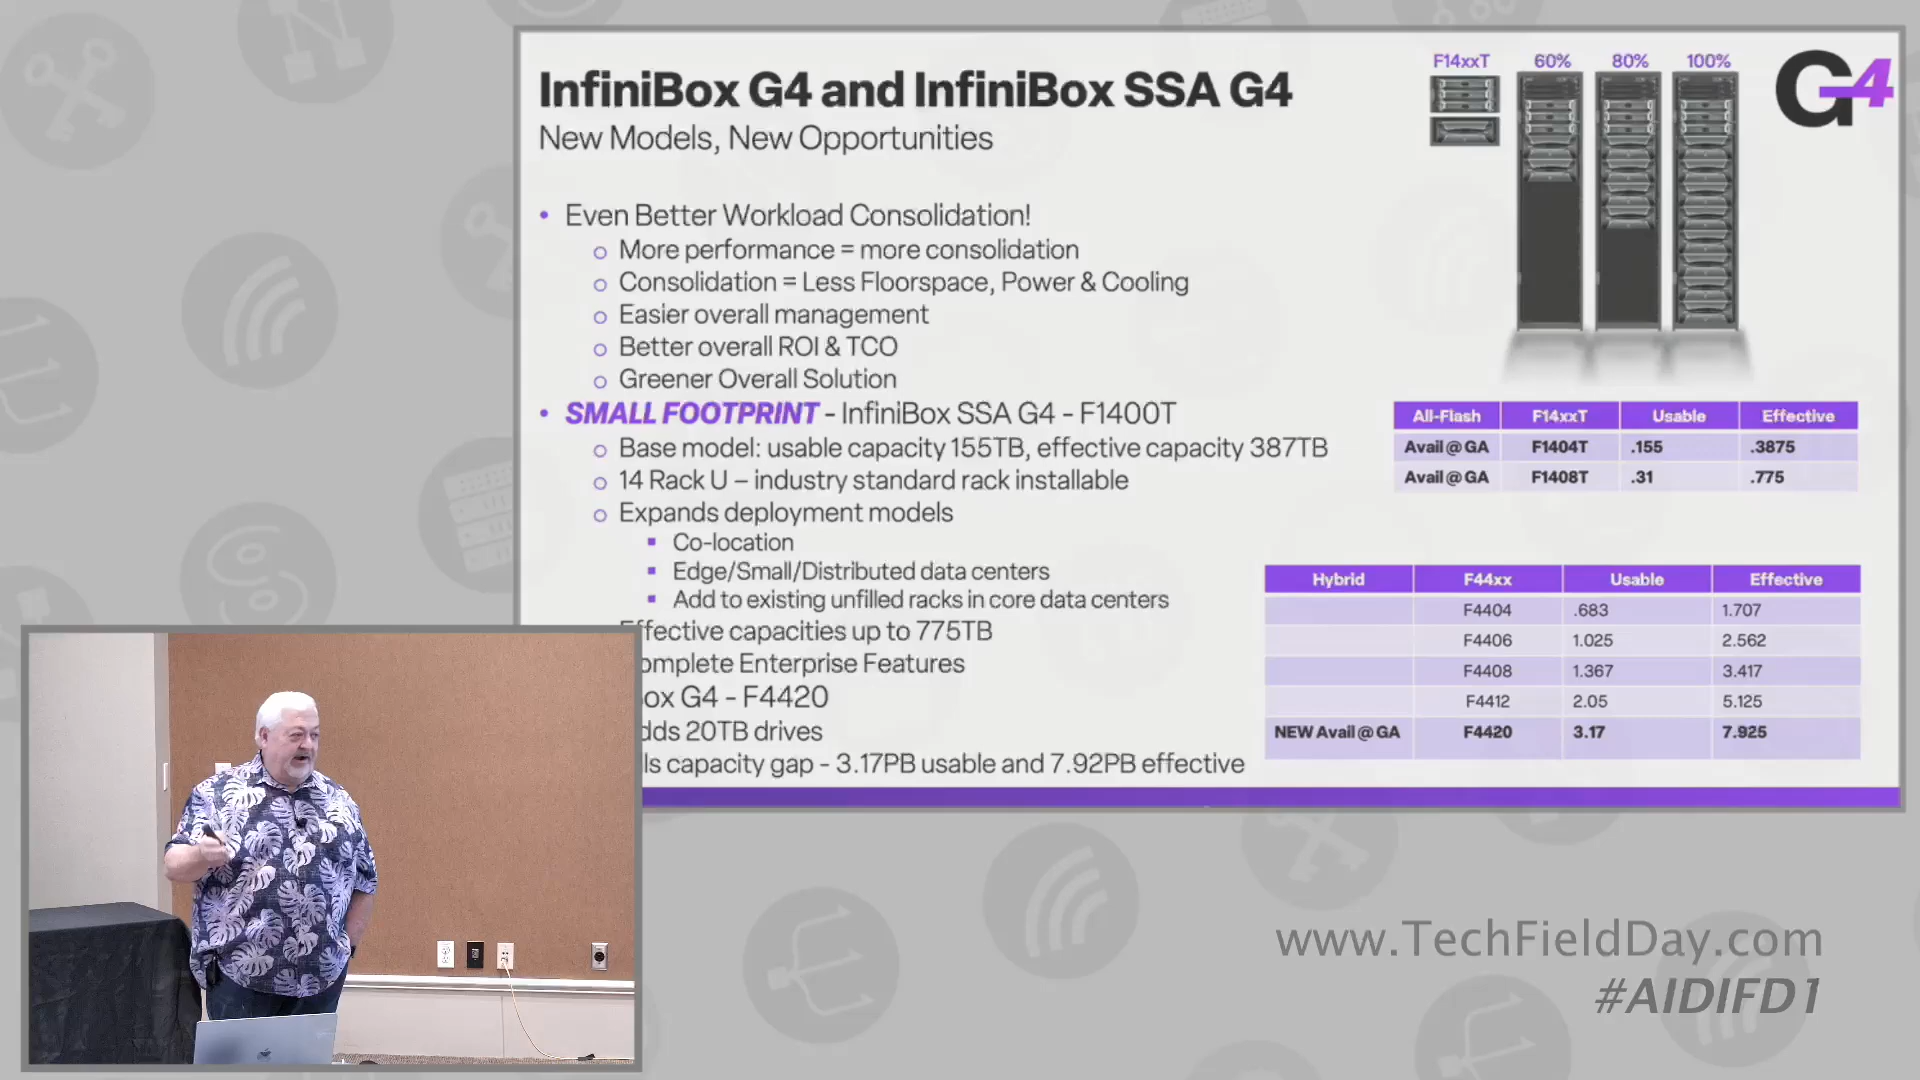 InfiniBox G4 and InfiniBox SSA G4
New Models, New Opportunities
• Even Better Workload Consolidation!
o More performance = more consolidation
o Consolidation = Less Floorspace, Power & Cooling
o Easier overall management
o Better overall ROI & TCO
o Greener Overall Solution
• SMALL FOOTPRINT - InfiniBox SSA G4 - F1400T
o Base model: usable capacity 155TB, effective capacity 387TB
o 14 Rack U – industry standard rack installable
o Expands deployment models
▪ Co-location
▪ Edge/Small/Distributed data centers
▪ Add to existing unfilled racks in core data centers
ffective capacities up to 775TB
omplete Enterprise Features
ox G4 - F4420
dds 20TB drives
lls capacity gap - 3.17PB usable and 7.92PB effective
F14xxT 60% 80% 100%
G4
All-Flash F14xxT Usable Effective
Avail @ GA F1404T .155 .3875
Avail @ GA F1408T .31 .775
Hybrid F44xx Usable Effective
F4404 .683 1.707
F4406 1.025 2.562
F4408 1.367 3.417
F4412 2.05 5.125
NEW Avail @ GA F4420 3.17 7.925
www.TechFieldDay.com
#AIDIFD1